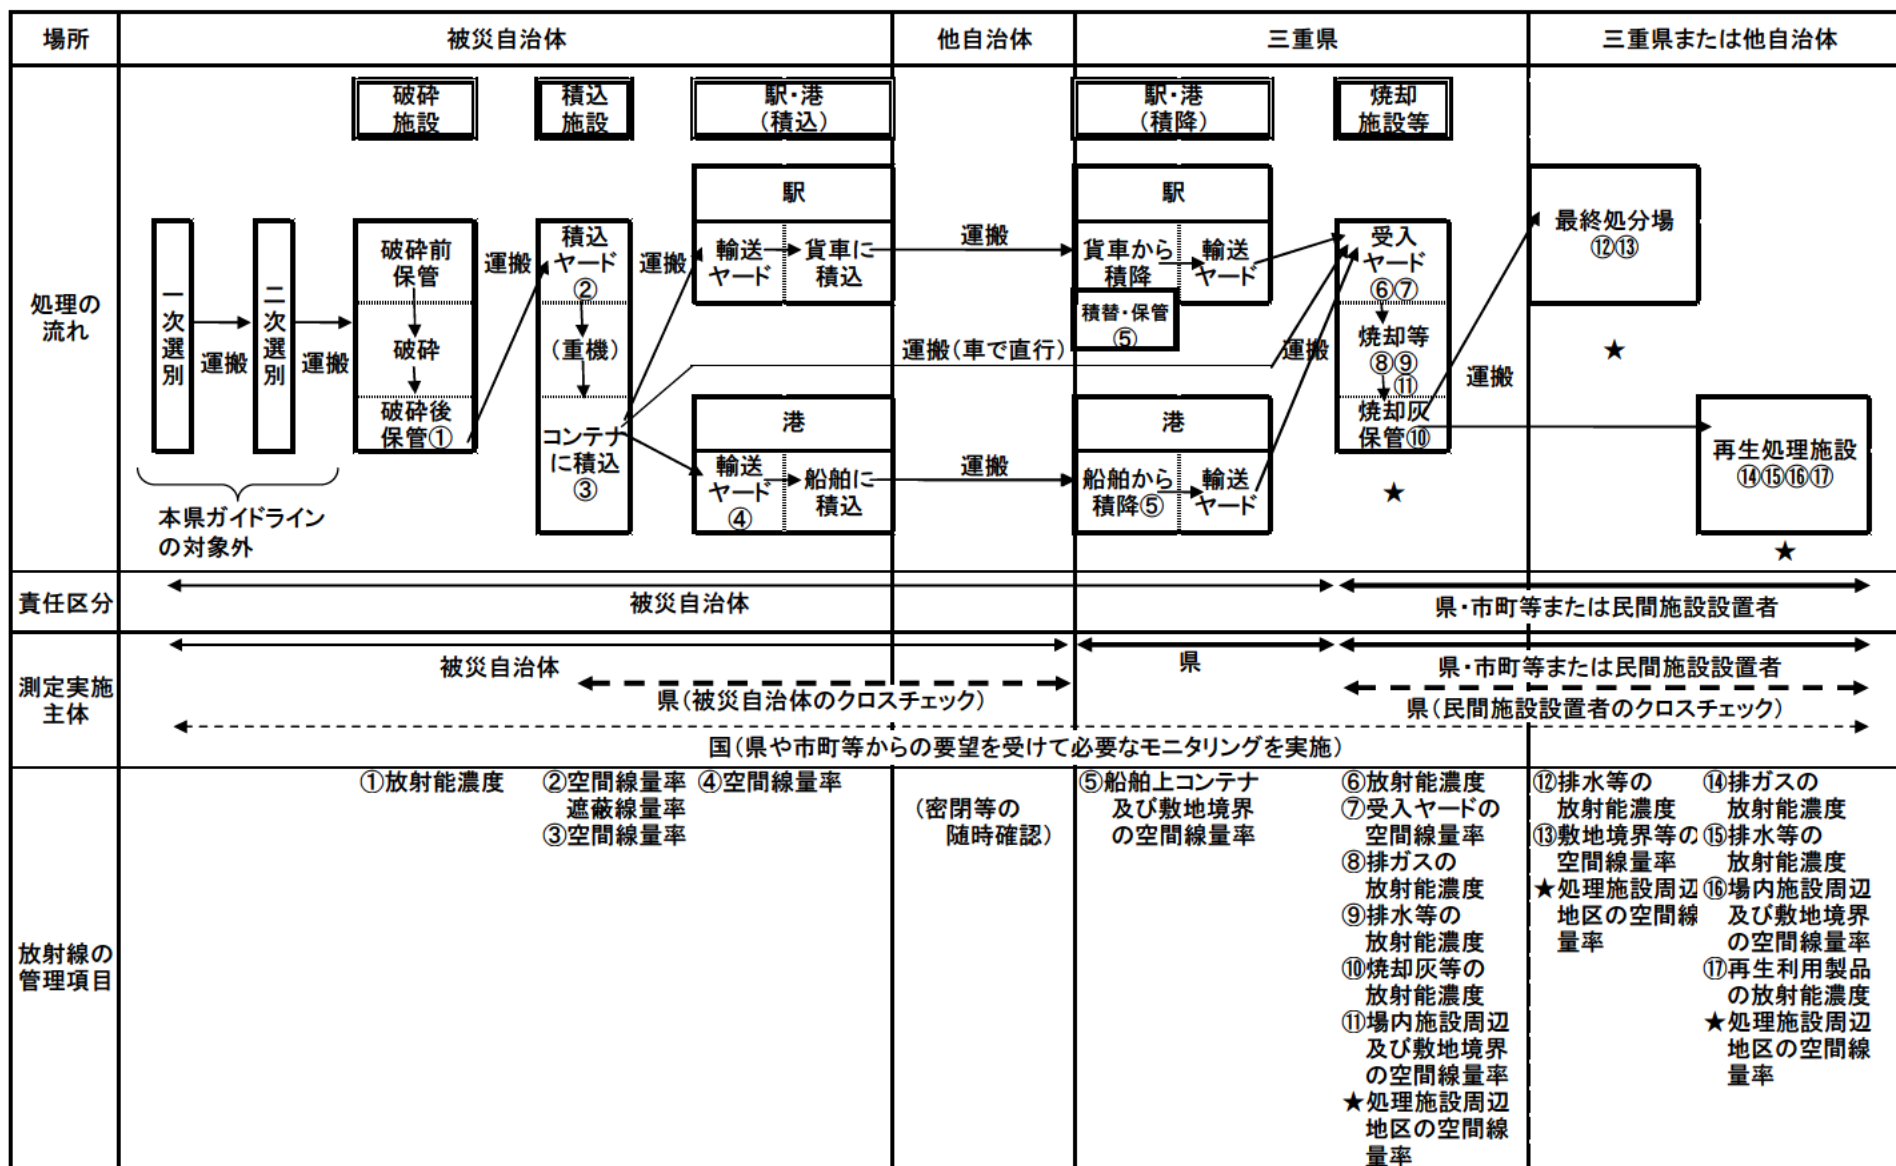 場所
被災自治体
他自治体
三重県
三重県または他自治体
処理の
流れ
破砕
施設
積込
施設
駅・港
(積込)
駅・港
(積降)
焼却
施設等
一次選別
運搬
二次選別
運搬
破砕前
保管
破砕
破砕後
保管①
運搬
積込
ヤード
②
(重機)
コンテナ
に積込
③
運搬
駅
輸送
ヤード
貨車に
積込
港
輸送
ヤード
④
船舶に
積込
運搬
運搬(車で直行)
運搬
駅
貨車から
積降
輸送
ヤード
積替・保管
⑤
港
船舶から
積降⑤
輸送
ヤード
運搬
受入
ヤード
⑥⑦
焼却等
⑧⑨
⑪
焼却灰
保管⑩
★
運搬
最終処分場
⑫⑬
★
再生処理施設
⑭⑮⑯⑰
★
本県ガイドライン
の対象外
責任区分
被災自治体
県・市町等または民間施設設置者
測定実施
主体
被災自治体
県
県・市町等または民間施設設置者
県(被災自治体のクロスチェック)
県(民間施設設置者のクロスチェック)
国(県や市町等からの要望を受けて必要なモニタリングを実施)
放射線の
管理項目
①放射能濃度
②空間線量率
遮蔽線量率
③空間線量率
④空間線量率
(密閉等の
随時確認)
⑤船舶上コンテナ
及び敷地境界
の空間線量率
⑥放射能濃度
⑦受入ヤードの
空間線量率
⑧排ガスの
放射能濃度
⑨排水等の
放射能濃度
⑩焼却灰等の
放射能濃度
⑪場内施設周辺
及び敷地境界
の空間線量率
★処理施設周辺
地区の空間線
量率
⑫排水等の
放射能濃度
⑬敷地境界等の
空間線量率
★処理施設周辺
地区の空間線
量率
⑭排ガスの
放射能濃度
⑮排水等の
放射能濃度
⑯場内施設周辺
及び敷地境界
の空間線量率
⑰再生利用製品
の放射能濃度
★処理施設周辺
地区の空間線
量率